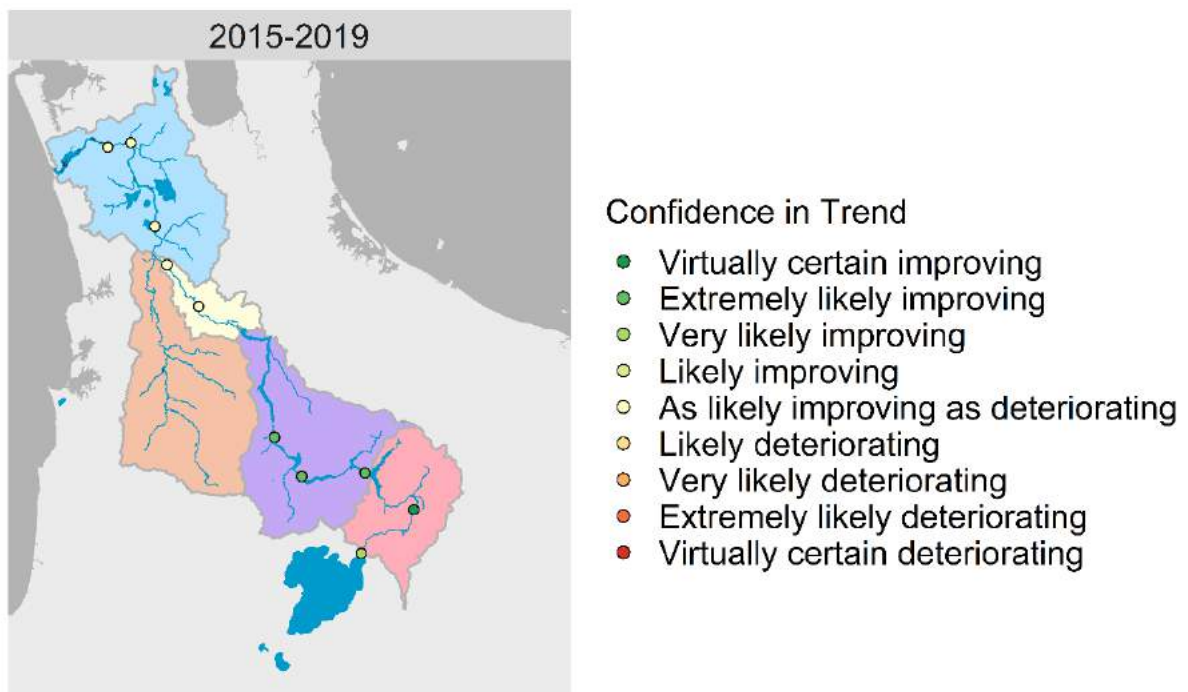 2015-2019
Confidence in Trend
Virtually certain improving
Extremely likely improving
Very likely improving
Likely improving
As likely improving as deteriorating
Likely deteriorating
Very likely deteriorating
Extremely likely deteriorating
Virtually certain deteriorating